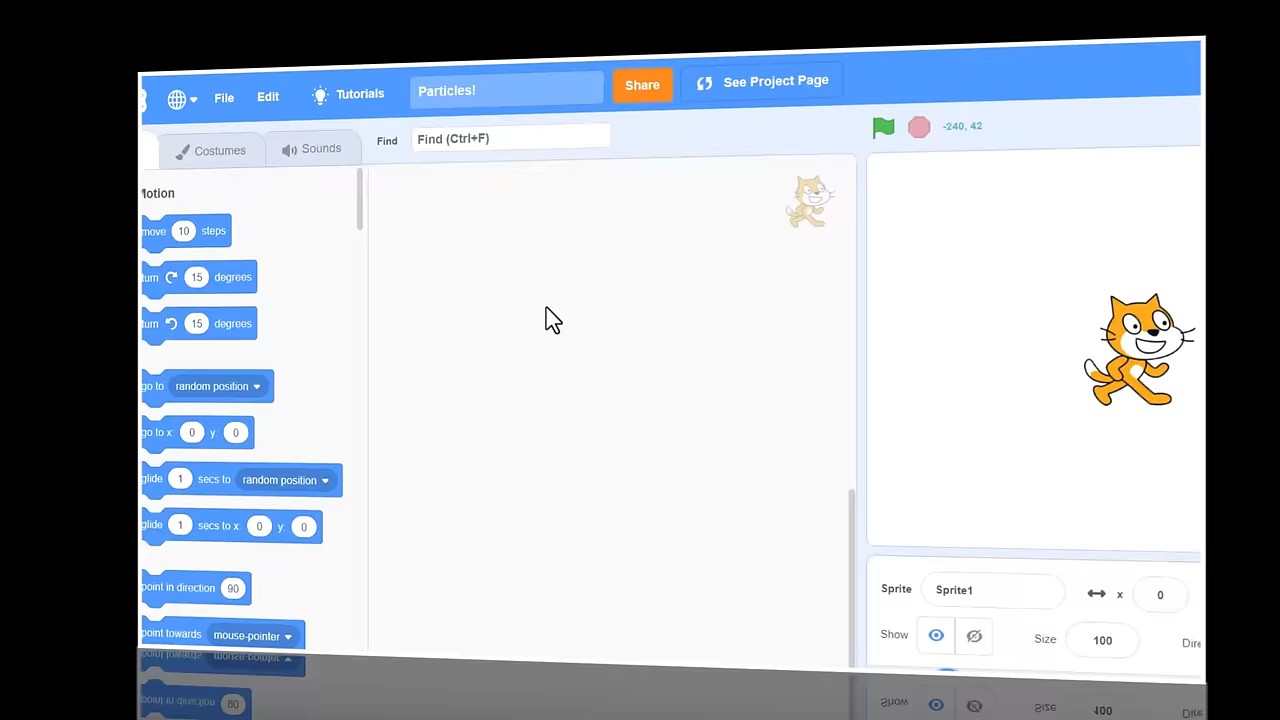 File Edit Tutorials Particles! Share See Project Page
Costumes Sounds Find Find (Ctrl+F) -240, 42
Motion
move 10 steps
turn 15 degrees
turn 15 degrees
go to random position
go to x: 0 y: 0
glide 1 secs to random position
glide 1 secs to x: 0 y: 0
point in direction 90
point towards mouse-pointer
Sprite Sprite1 x 0
Show Size 100 Dire